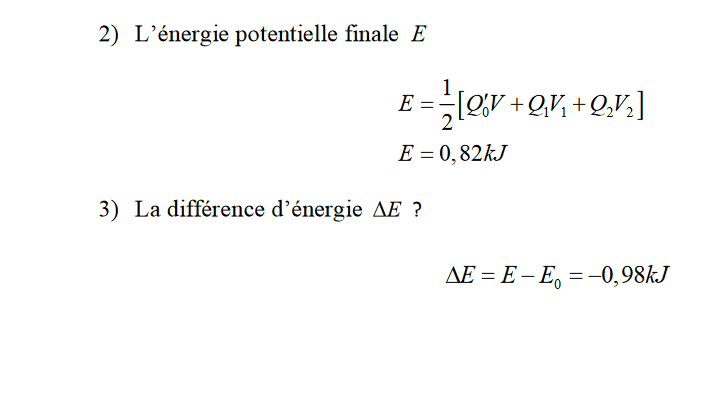 2) L’énergie potentielle finale E
E = 1/2 [Q′₀V + Q₁V₁ + Q₂V₂]
E = 0,82kJ
3) La différence d’énergie ΔE ?
ΔE = E − E₀ = −0,98kJ